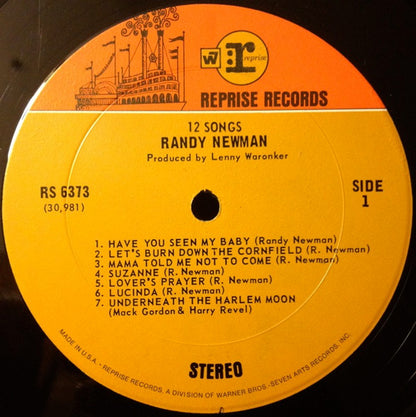 W7 r: reprise
REPRISE RECORDS
12 SONGS
RANDY NEWMAN
Produced by Lenny Waronker
RS 6373
(30,981)
SIDE
1
1. HAVE YOU SEEN MY BABY (Randy Newman)
2. LET'S BURN DOWN THE CORNFIELD (R. Newman)
3. MAMA TOLD ME NOT TO COME (R. Newman)
4. SUZANNE (R. Newman)
5. LOVER'S PRAYER (R. Newman)
6. LUCINDA (R. Newman)
7. UNDERNEATH THE HARLEM MOON
(Mack Gordon & Harry Revel)
STEREO
MADE IN U.S.A. - REPRISE RECORDS, A DIVISION OF WARNER BROS.-SEVEN ARTS RECORDS, INC.